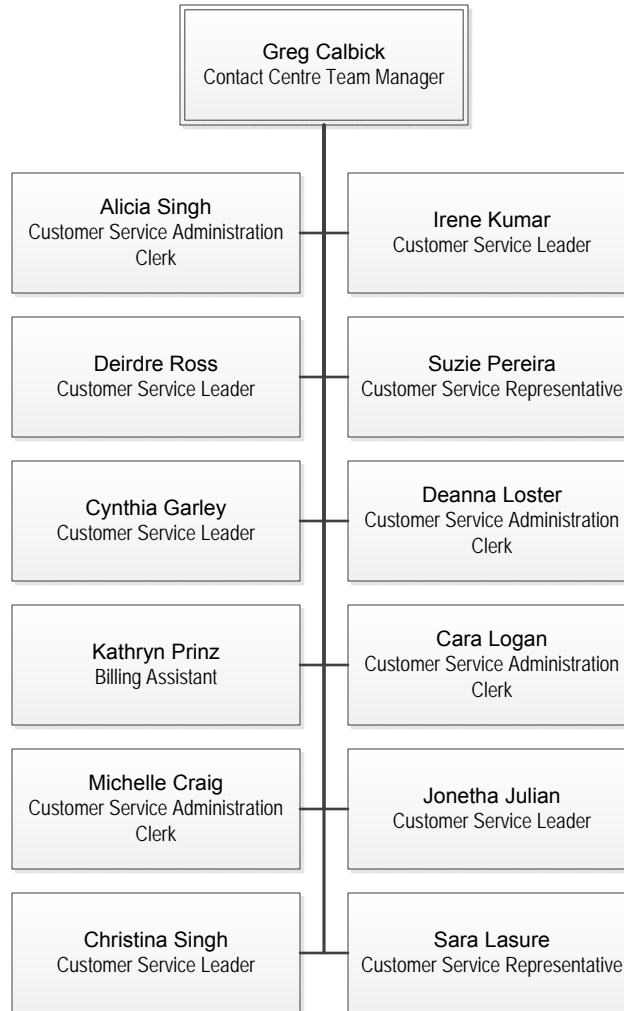 Greg Calbick
Contact Centre Team Manager
Alicia Singh
Customer Service Administration
Clerk
Irene Kumar
Customer Service Leader
Deirdre Ross
Customer Service Leader
Suzie Pereira
Customer Service Representative
Cynthia Garley
Customer Service Leader
Deanna Loster
Customer Service Administration
Clerk
Kathryn Prinz
Billing Assistant
Cara Logan
Customer Service Administration
Clerk
Michelle Craig
Customer Service Administration
Clerk
Jonetha Julian
Customer Service Leader
Christina Singh
Customer Service Leader
Sara Lasure
Customer Service Representative